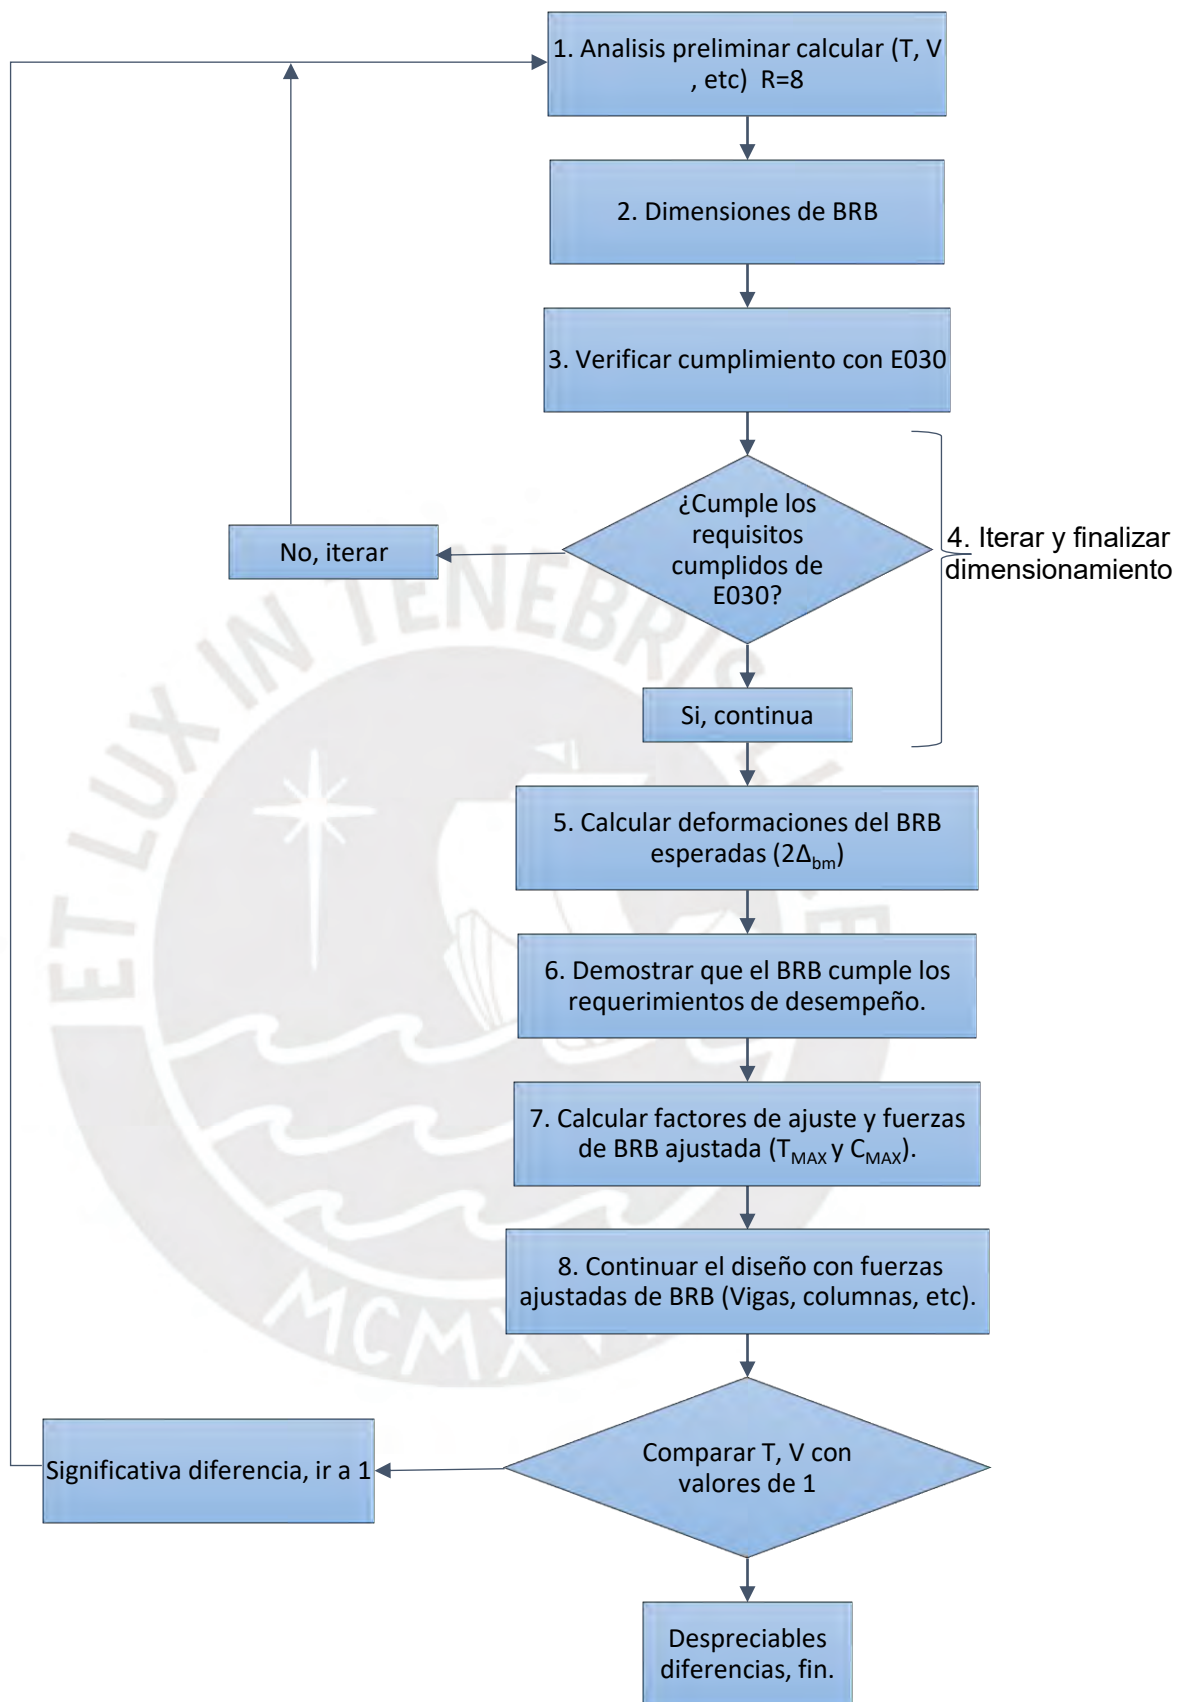 1. Analisis preliminar calcular (T, V
, etc)  R=8
2. Dimensiones de BRB
3. Verificar cumplimiento con E030
¿Cumple los
requisitos
cumplidos de
E030?
4. Iterar y finalizar
dimensionamiento
No, iterar
Si, continua
5. Calcular deformaciones del BRB
esperadas (2Δbm)
6. Demostrar que el BRB cumple los
requerimientos de desempeño.
7. Calcular factores de ajuste y fuerzas
de BRB ajustada (TMAX y CMAX).
8. Continuar el diseño con fuerzas
ajustadas de BRB (Vigas, columnas, etc).
Comparar T, V con
valores de 1
Significativa diferencia, ir a 1
Despreciables
diferencias, fin.
ET LUX IN TENEBRIS